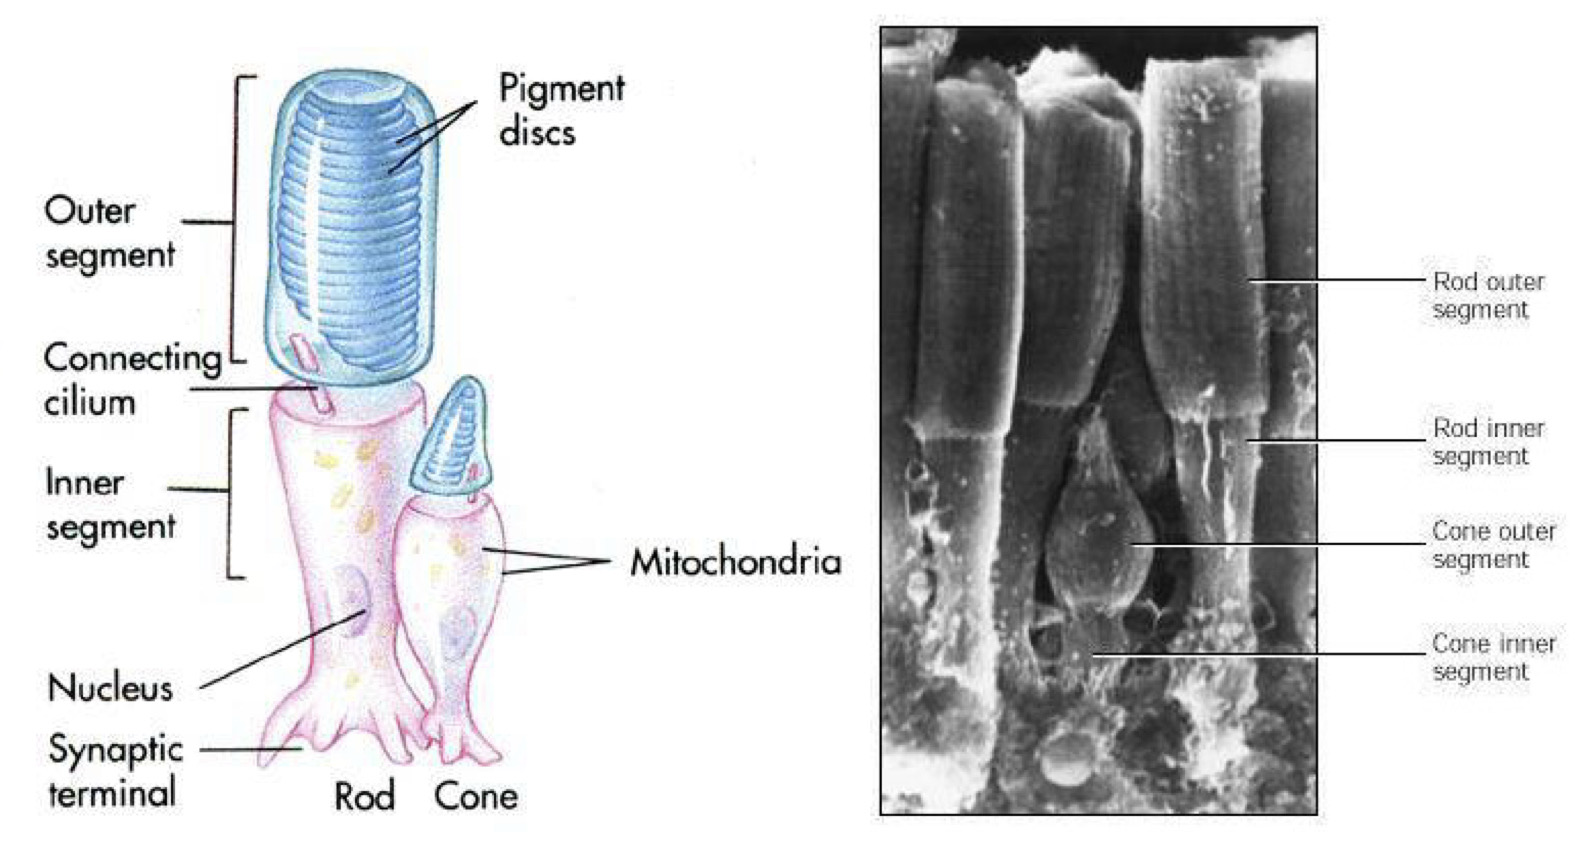 Pigment
discs
Outer
segment
Connecting
cilium
Inner
segment
Mitochondria
Nucleus
Synaptic
terminal
Rod
Cone
Rod outer
segment
Rod inner
segment
Cone outer
segment
Cone inner
segment